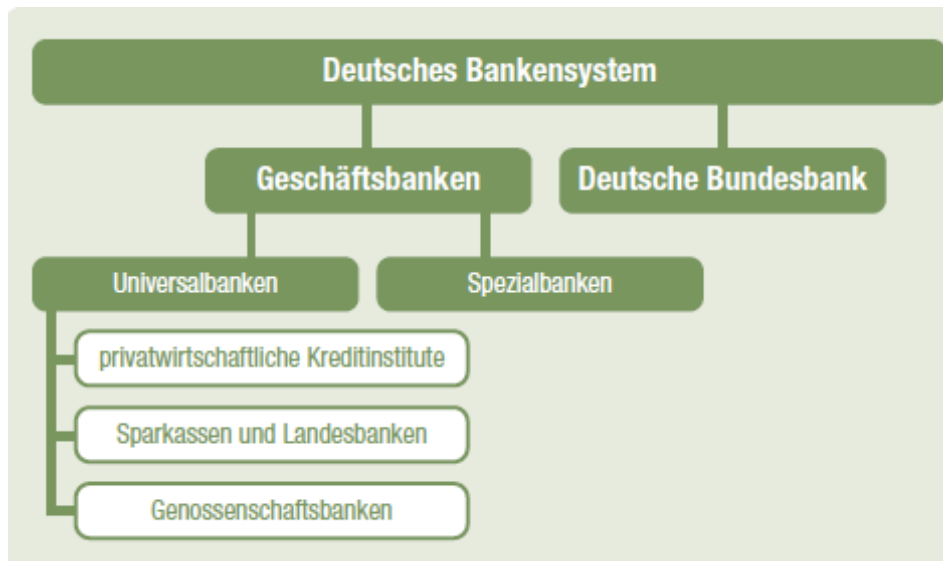 Deutsches Bankensystem
Geschäftsbanken
Deutsche Bundesbank
Universalbanken
Spezialbanken
privatwirtschaftliche Kreditinstitute
Sparkassen und Landesbanken
Genossenschaftsbanken